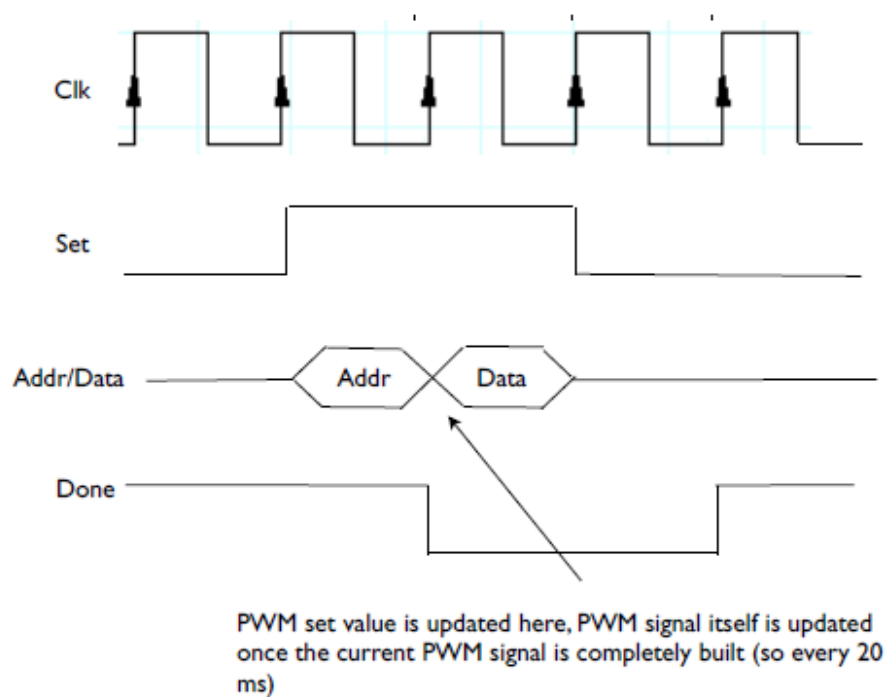 Clk
Set
Addr/Data
Addr
Data
Done
PWM set value is updated here, PWM signal itself is updated
once the current PWM signal is completely built (so every 20
ms)